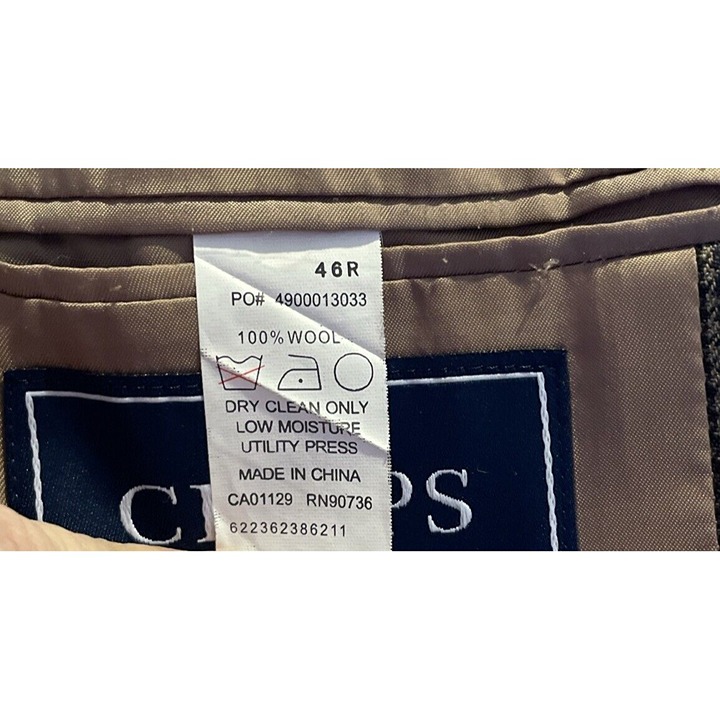 46R
PO# 4900013033
100% WOOL
DRY CLEAN ONLY
LOW MOISTURE
UTILITY PRESS
MADE IN CHINA
CA01129 RN90736
622362386211